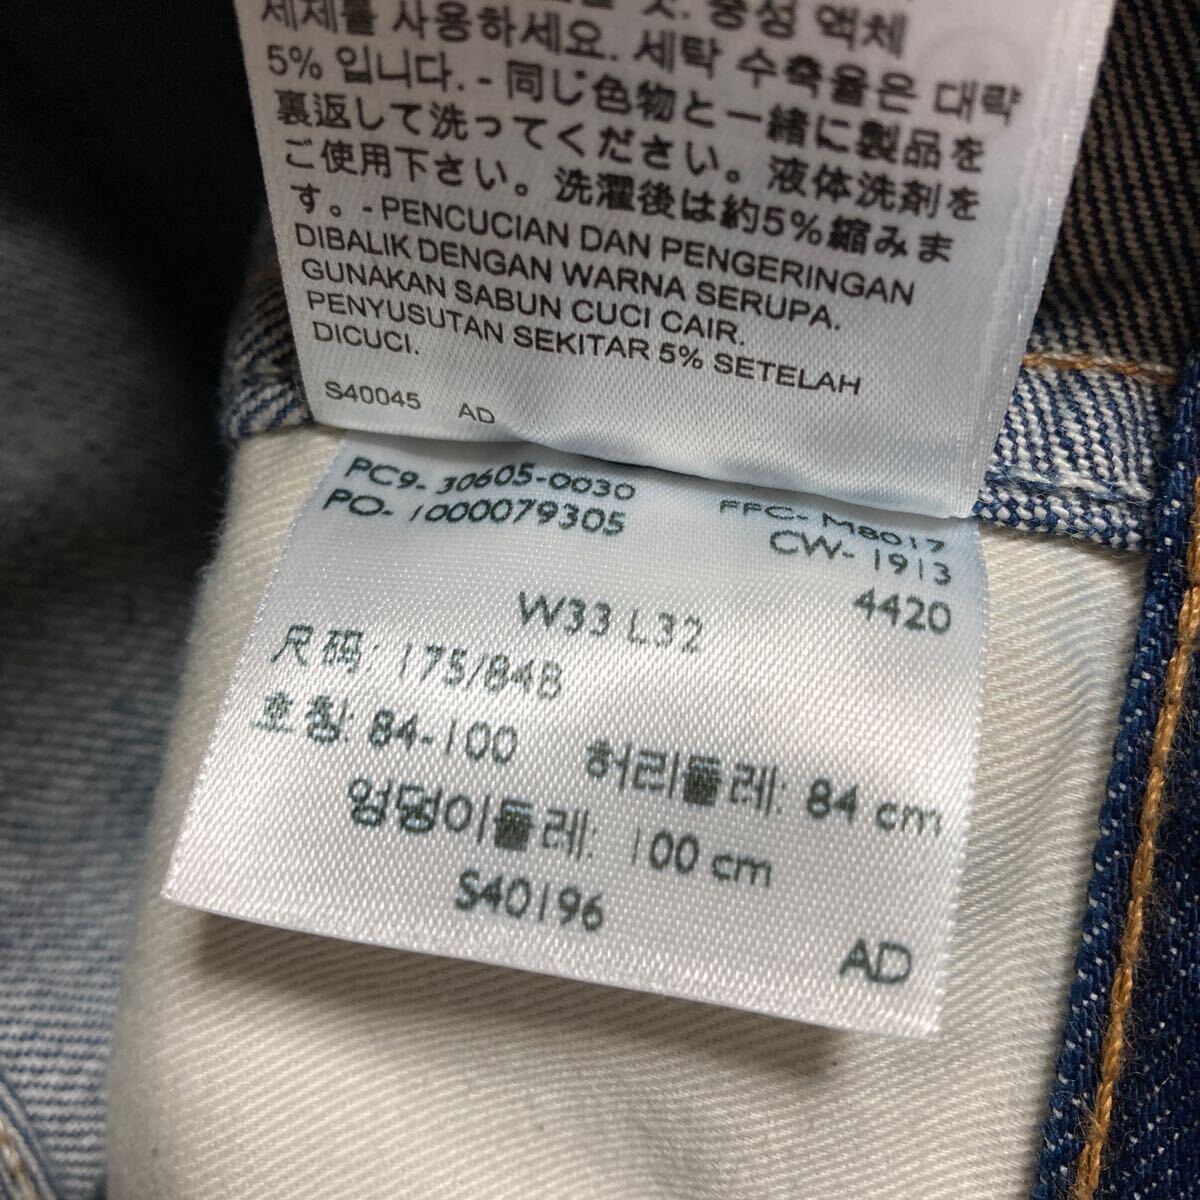 세제를 사용하세요. 세탁 수축율은 대략
5% 입니다. - 同じ色物と一緒に製品を
裏返して洗ってください。液体洗剤を
ご使用下さい。洗濯後は約5%縮みま
す。- PENCUCIAN DAN PENGERINGAN
DIBALIK DENGAN WARNA SERUPA.
GUNAKAN SABUN CUCI CAIR.
PENYUSUTAN SEKITAR 5% SETELAH
DICUCI.
S40045 AD
PC9- 30605-0030 FFC- M8017
PO- 1000079305 CW- 1913
4420
W33 L32
尺码: 175/84B
호칭: 84-100 허리둘레: 84 cm
엉덩이둘레: 100 cm
S40196
AD